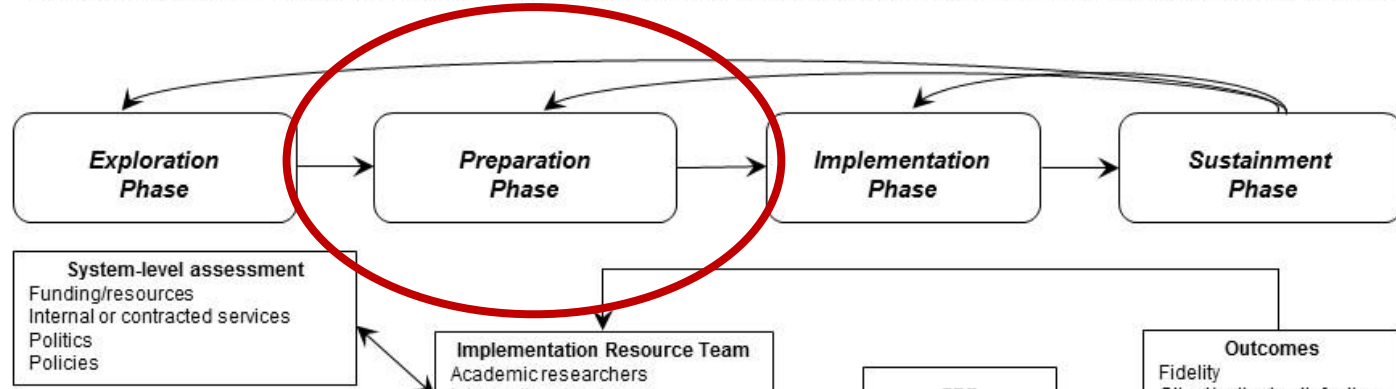 Exploration
Phase
Preparation
Phase
Implementation
Phase
Sustainment
Phase
System-level assessment
Funding/resources
Internal or contracted services
Politics
Policies
Implementation Resource Team
Academic researchers
Outcomes
Fidelity